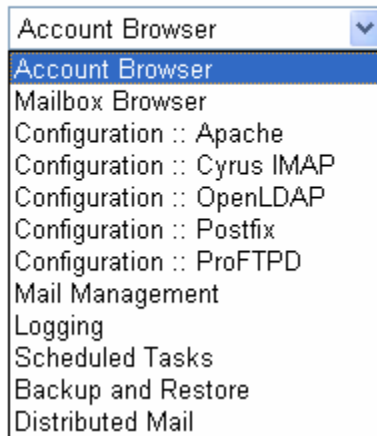 Account Browser
Account Browser
Mailbox Browser
Configuration :: Apache
Configuration :: Cyrus IMAP
Configuration :: OpenLDAP
Configuration :: Postfix
Configuration :: ProFTPD
Mail Management
Logging
Scheduled Tasks
Backup and Restore
Distributed Mail